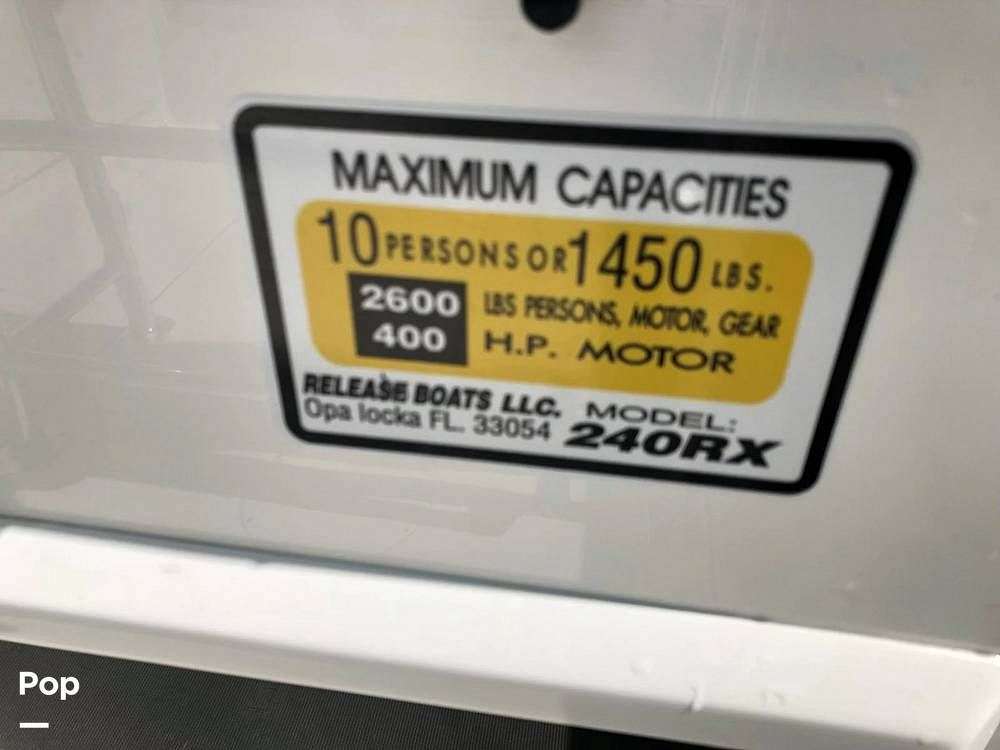 MAXIMUM CAPACITIES
10 PERSONS OR 1450 LBS.
2600 LBS PERSONS, MOTOR, GEAR
400 H.P. MOTOR
RELEASE BOATS LLC. MODEL:
Opa locka FL. 33054 240RX
Pop